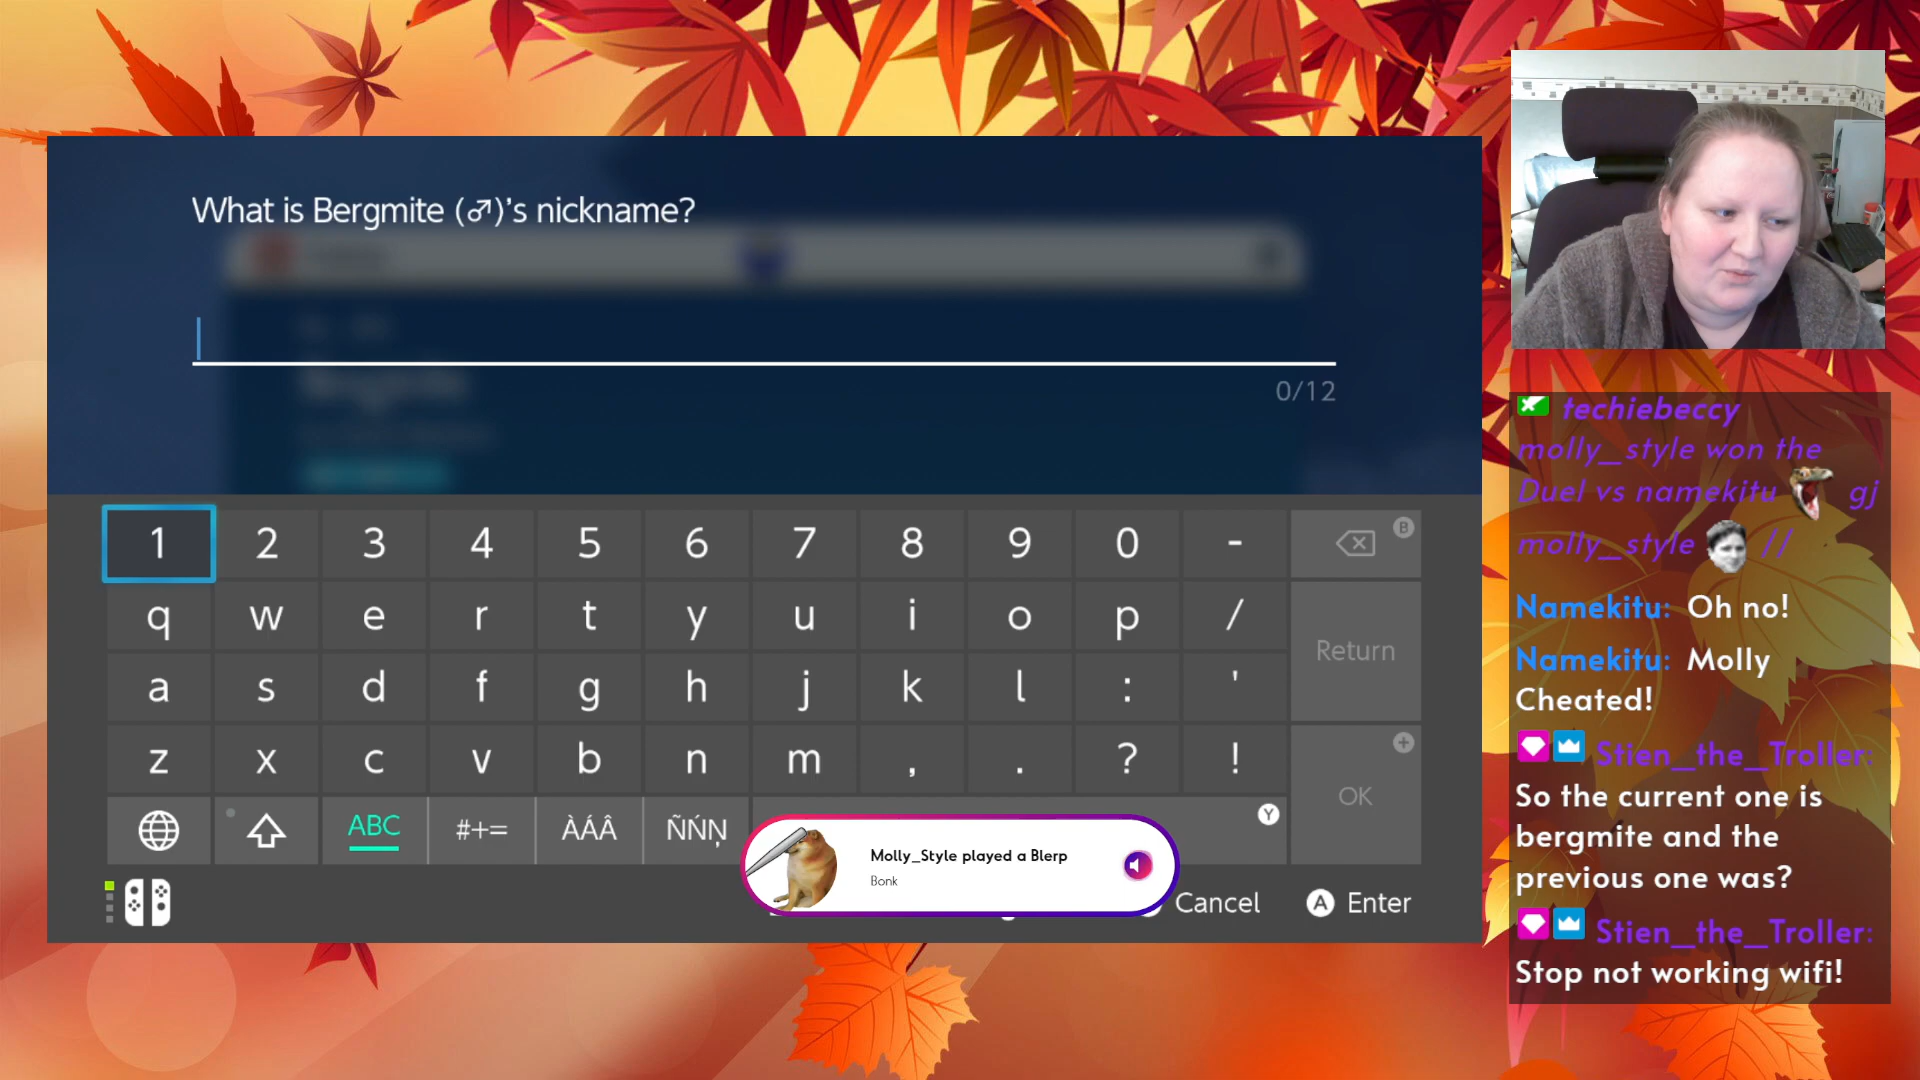 What is Bergmite (♂)'s nickname?
0/12
1 2 3 4 5 6 7 8 9 0 - B
q w e r t y u i o p /
Return
a s d f g h j k l : '
z x c v b n m , . ? !
OK
ABC #+= ÀÁÂ ÑŃŅ Y
Molly_Style played a Blerp
Bonk
Cancel A Enter
techiebeccy
molly_style won the
Duel vs namekitu gj
molly_style //
Namekitu: Oh no!
Namekitu: Molly
Cheated!
Stien_the_Troller:
So the current one is
bergmite and the
previous one was?
Stien_the_Troller:
Stop not working wifi!